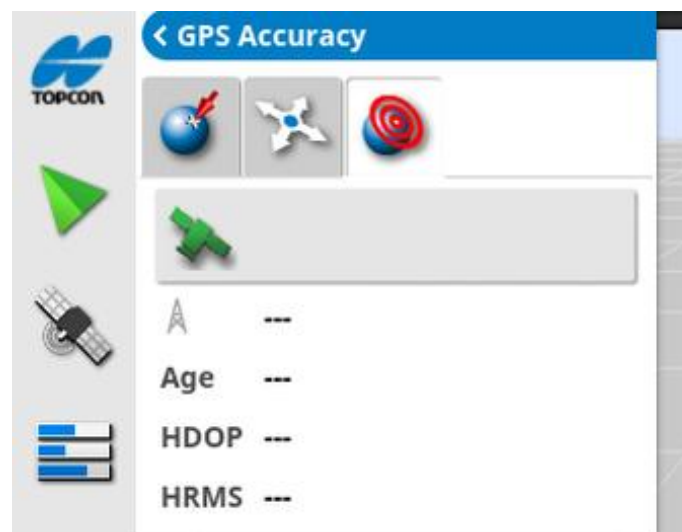 TOPCON
< GPS Accuracy
---
Age ---
HDOP ---
HRMS ---